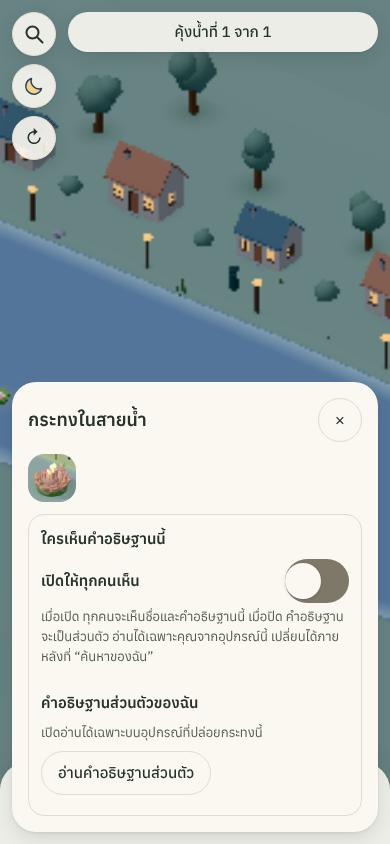 คุ้งน้ำที่ 1 จาก 1
กระทงในสายน้ำ
×
ใครเห็นคำอธิษฐานนี้
เปิดให้ทุกคนเห็น
เมื่อเปิด ทุกคนจะเห็นชื่อและคำอธิษฐานนี้ เมื่อปิด คำอธิษฐาน
จะเป็นส่วนตัว อ่านได้เฉพาะคุณจากอุปกรณ์นี้ เปลี่ยนได้ภาย
หลังที่ “ค้นหาของฉัน”
คำอธิษฐานส่วนตัวของฉัน
เปิดอ่านได้เฉพาะบนอุปกรณ์ที่ปล่อยกระทงนี้
อ่านคำอธิษฐานส่วนตัว